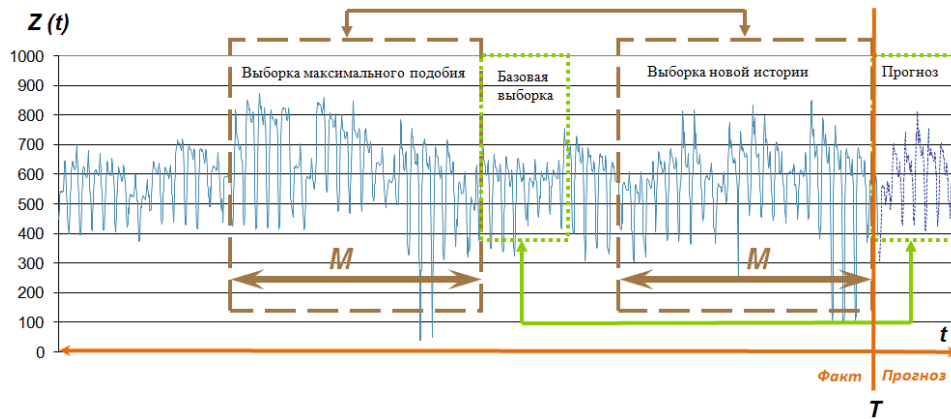 Z (t)
1000
900
800
700
600
500
400
300
200
100
0
Выборка максимального подобия
Базовая
выборка
Выборка новой истории
Прогноз
M
M
t
Факт
Прогноз
T